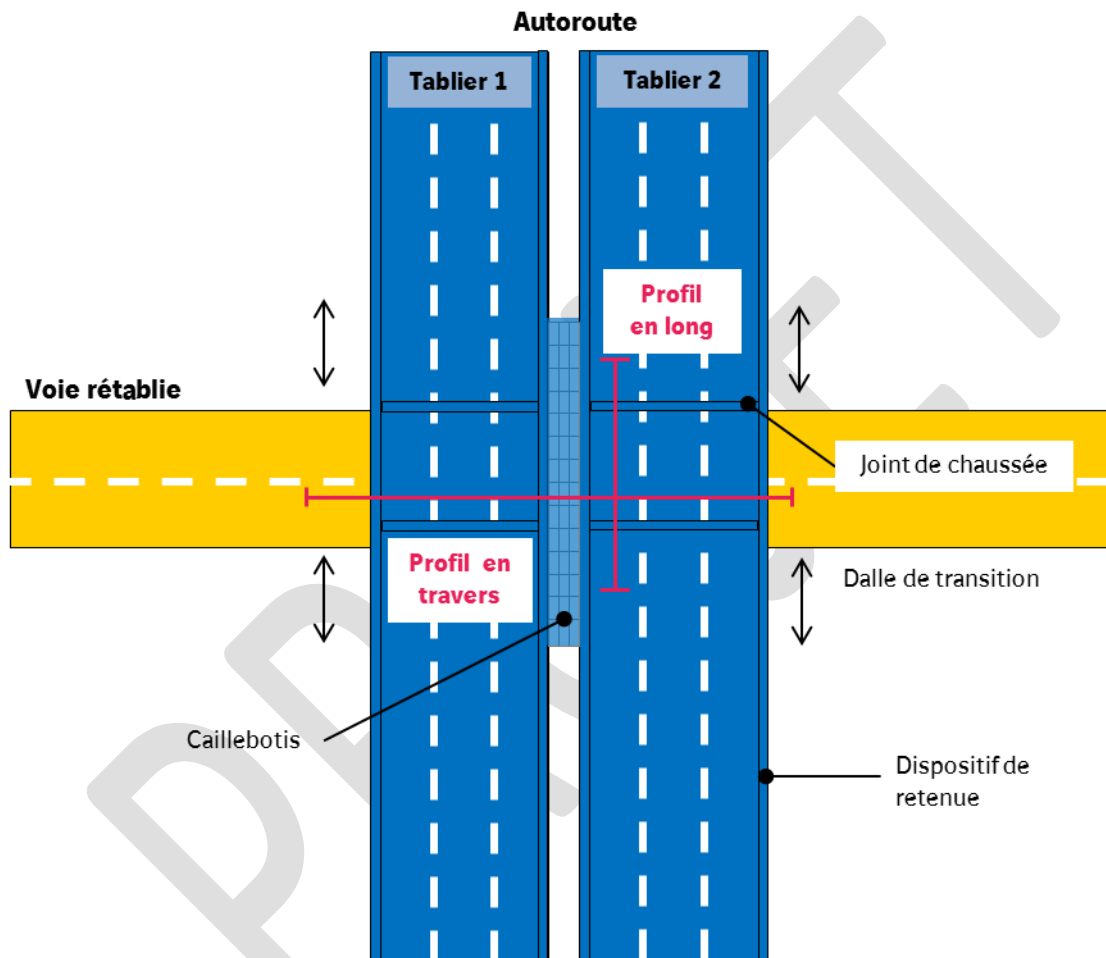 Autoroute
Tablier 1
Tablier 2
Profil
en long
Voie rétablie
Joint de chaussée
Profil en
travers
Dalle de transition
Caillebotis
Dispositif de
retenue